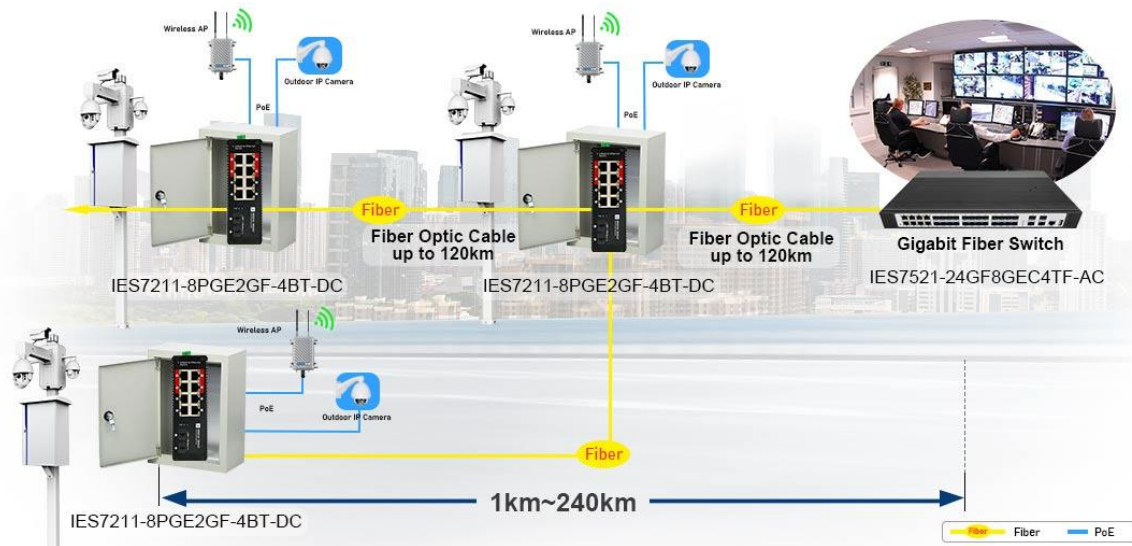 Wireless AP
Outdoor IP Camera
PoE
Wireless AP
Outdoor IP Camera
PoE
Fiber
Fiber Optic Cable
up to 120km
Fiber
Fiber Optic Cable
up to 120km
Gigabit Fiber Switch
IES7211-8PGE2GF-4BT-DC
IES7211-8PGE2GF-4BT-DC
IES7521-24GF8GEC4TF-AC
Wireless AP
PoE
Outdoor IP Camera
Fiber
1km~240km
IES7211-8PGE2GF-4BT-DC
Fiber Fiber PoE